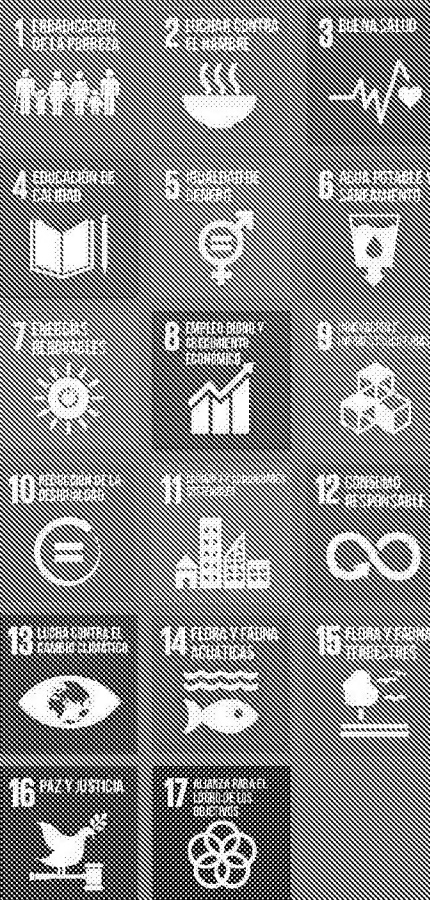 1 ERRADICACIÓN
DE LA POBREZA
2 LUCHA CONTRA
EL HAMBRE
3 BUENA SALUD
4 EDUCACIÓN DE
CALIDAD
5 IGUALDAD DE
GÉNERO
6 AGUA POTABLE Y
SANEAMIENTO
7 ENERGÍAS
RENOVABLES
8 EMPLEO DIGNO Y
CRECIMIENTO
ECONÓMICO
9
10 REDUCCIÓN DE LA
DESIGUALDAD
11
12 CONSUMO
RESPONSABLE
13 LUCHA CONTRA EL
CAMBIO CLIMÁTICO
14 FLORA Y FAUNA
ACUÁTICAS
15 FLORA Y FAUNA
TERRESTRES
16 PAZ Y JUSTICIA
17 ALIANZA PARA EL
LOGRO DE LOS
OBJETIVOS